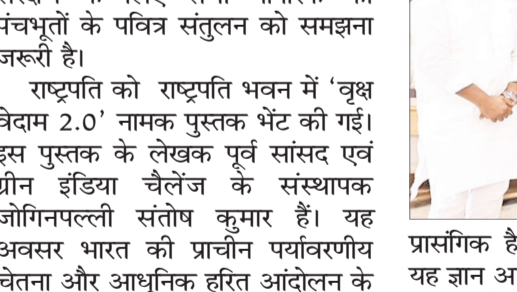 पंचभूतों के पवित्र संतुलन को समझना
जरूरी है।
राष्ट्रपति को राष्ट्रपति भवन में ‘वृक्ष
वेदाम 2.0’ नामक पुस्तक भेंट की गई।
इस पुस्तक के लेखक पूर्व सांसद एवं
ग्रीन इंडिया चैलेंज के संस्थापक
जोगिनपल्ली संतोष कुमार हैं। यह
अवसर भारत की प्राचीन पर्यावरणीय
चेतना और आधुनिक हरित आंदोलन के
प्रासंगिक
यह ज्ञान